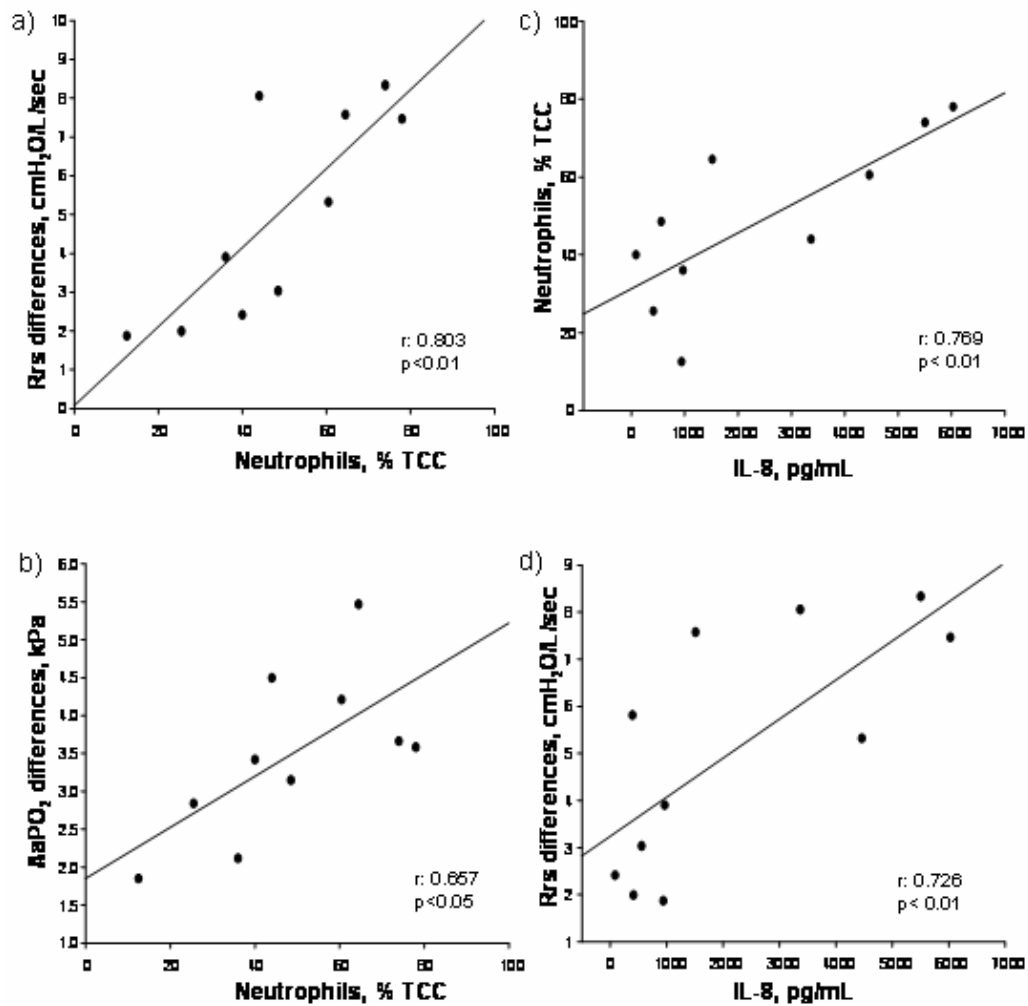 a)
Rrs differences, cmH₂O/L/sec
10
9
8
7
6
5
4
3
2
1
0
r: 0.803
p<0.01
0 20 40 60 80 100
Neutrophils, % TCC
c)
Neutrophils, % TCC
100
80
60
40
20
0
r: 0.769
p< 0.01
0 1000 2000 3000 4000 5000 6000 7000
IL-8, pg/mL
b)
AaPO₂ differences, kPa
6.0
5.5
5.0
4.5
4.0
3.5
3.0
2.5
2.0
1.5
1.0
r: 0.657
p<0.05
0 20 40 60 80 100
Neutrophils, % TCC
d)
Rrs differences, cmH₂O/L/sec
9
8
7
6
5
4
3
2
1
r: 0.726
p< 0.01
0 1000 2000 3000 4000 5000 6000 7000
IL-8, pg/mL